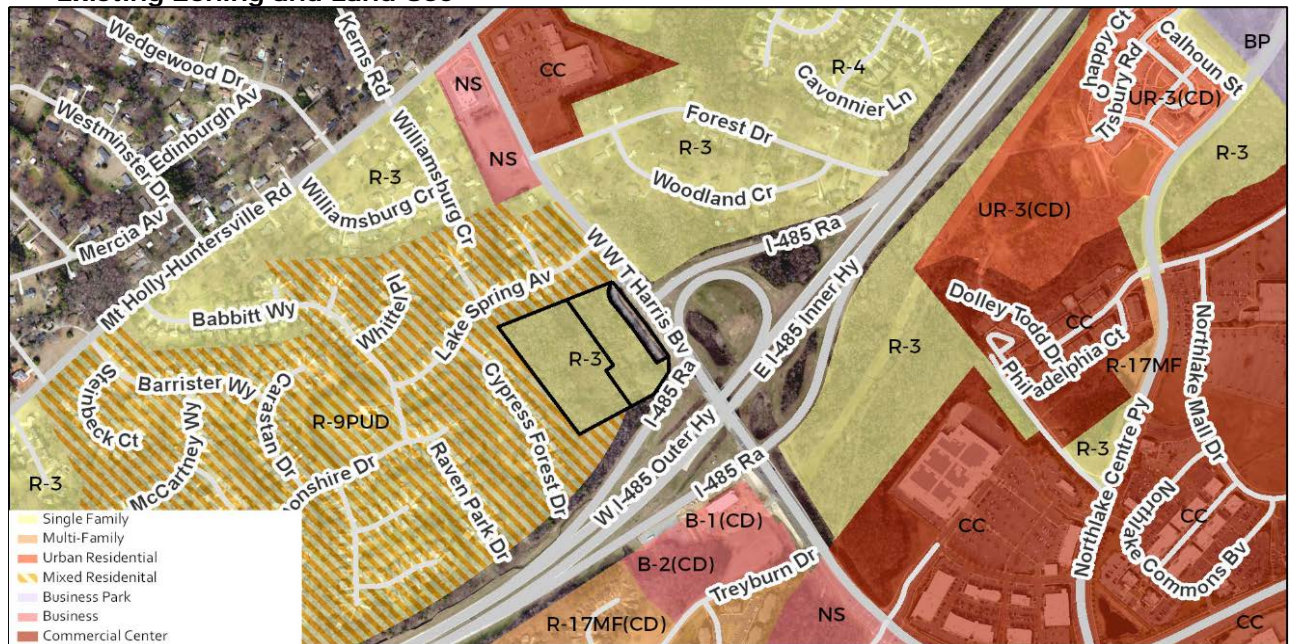 Existing Zoning and Land Use
Wedgewood Dr
Kerns Rd
Westminster Dr
Edinburgh Av
Mercia Av
Mt Holly-Huntersville Rd
Williamsburg Cr
Williamsburg Cr
R-3
NS
NS
CC
R-4
Cavonnier Ln
Forest Dr
R-3
Woodland Cr
chappy Ct
Tisbury Rd
Calhoun St
UR-3(CD)
BP
R-3
UR-3(CD)
I-485 Ra
W W T Harris Bv
E I-485 Inner Hy
Babbitt Wy
Whittel Pl
Lake Spring Av
R-3
I-485 Ra
Steinbeck Ct
Barrister Wy
McCartney Wy
Carastan Dr
R-9PUD
onshire Dr
Raven Park Dr
Cypress Forest Dr
W I-485 Outer Hy
I-485 Ra
R-3
Dolley Todd Dr
CC
Philadelphia Ct
R-17MF
Northlake Mall Dr
Northlake Centre Py
R-3
CC
CC
Northlake Commons Bv
CC
R-3
B-1(CD)
B-2(CD)
Treyburn Dr
NS
R-17MF(CD)
Single Family
Multi-Family
Urban Residential
Mixed Residenital
Business Park
Business
Commercial Center